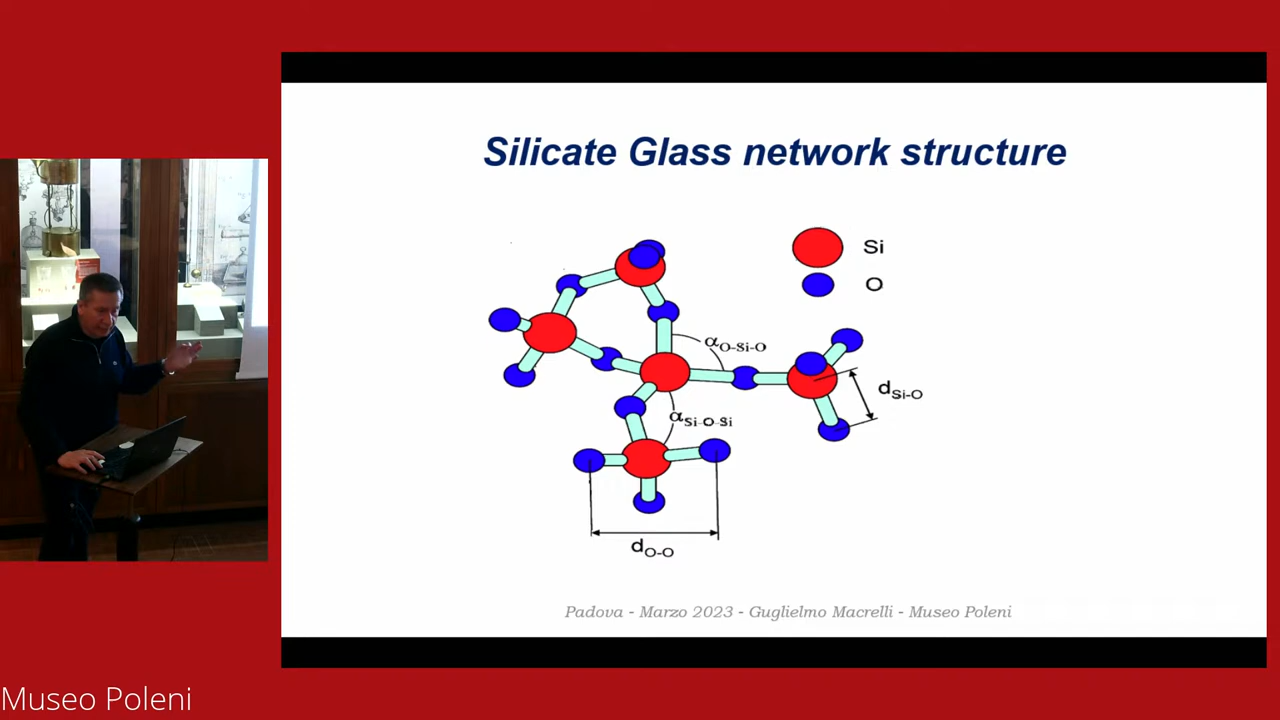 Silicate Glass network structure
Si
O
αO-Si-O
dSi-O
αSi-O-Si
dO-O
Padova - Marzo 2023 - Guglielmo Macrelli - Museo Poleni
Museo Poleni